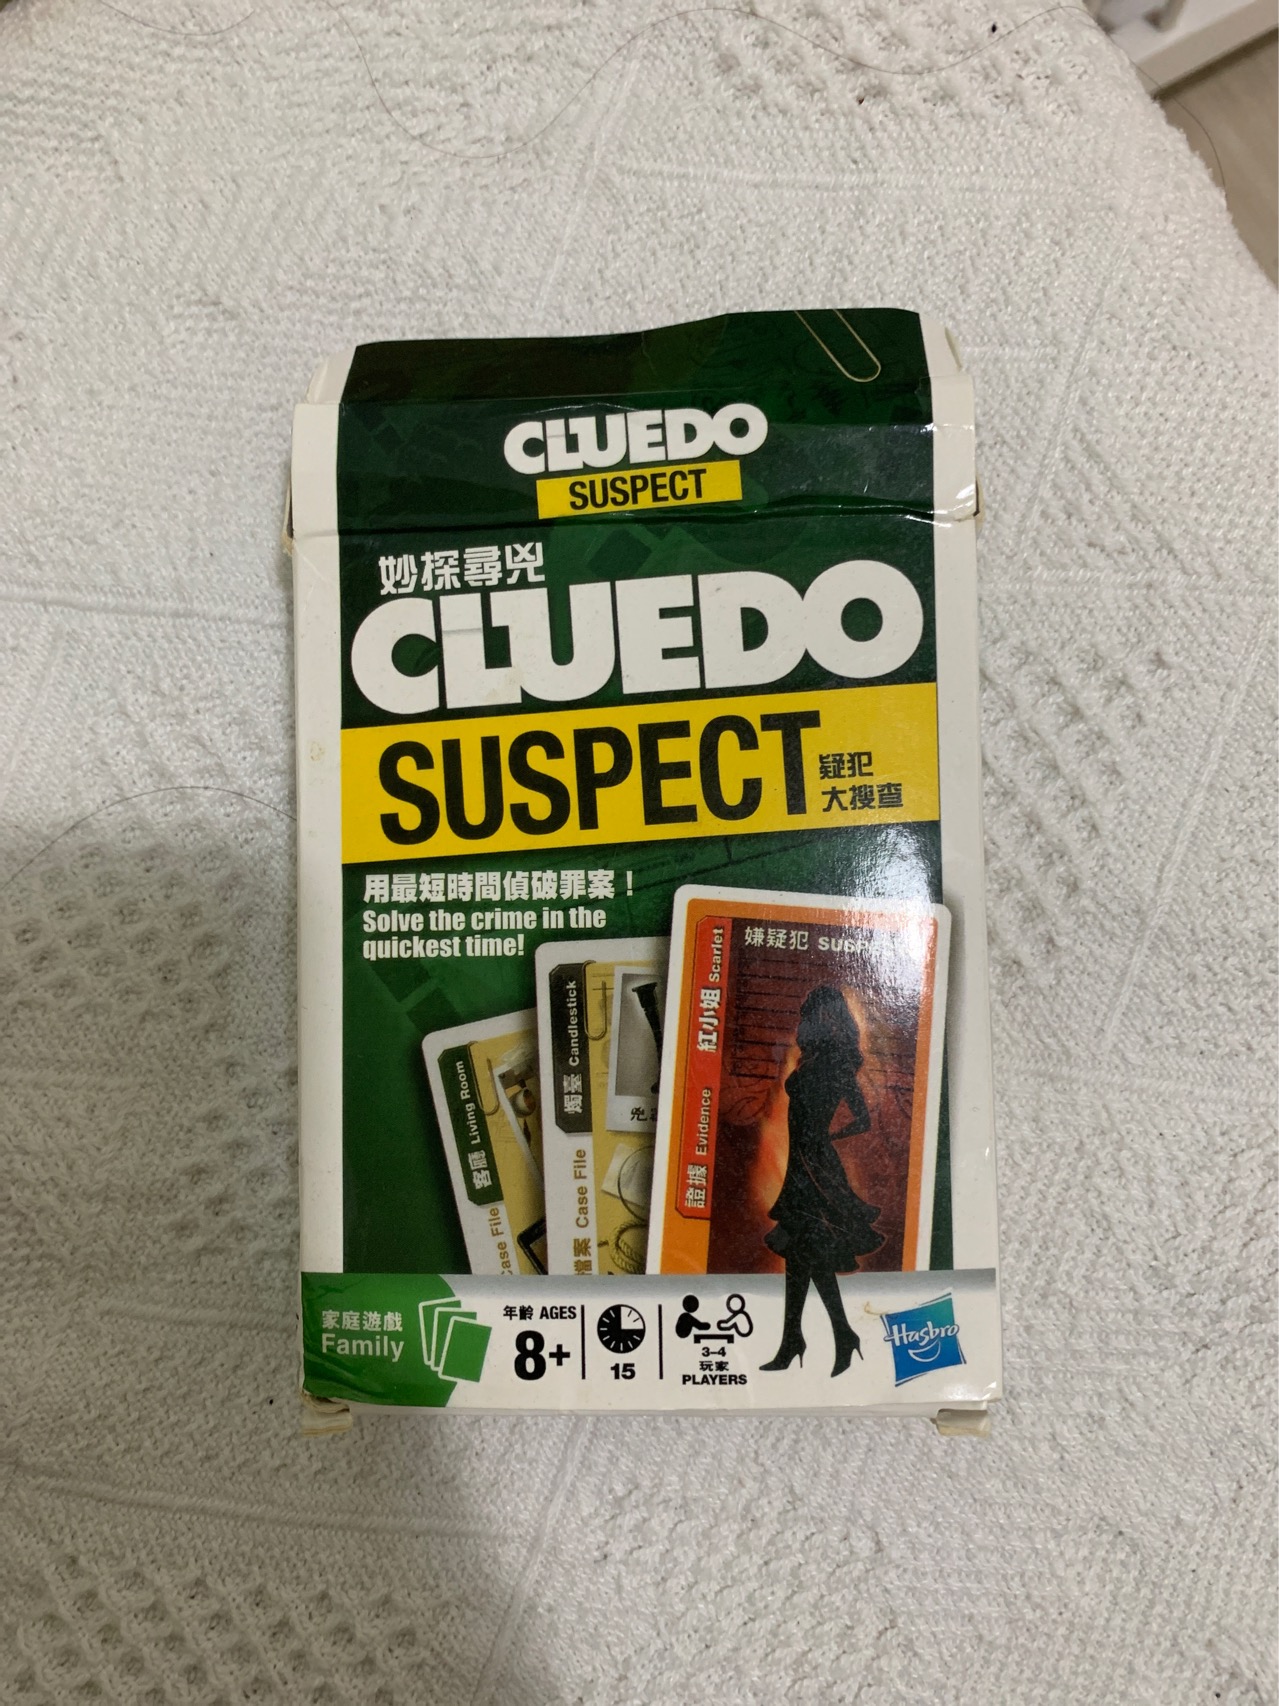 CLUEDO
SUSPECT
妙探尋兇
CLUEDO
SUSPECT
疑犯
大搜查
用最短時間偵破罪案！
Solve the crime in the
quickest time!
嫌疑犯 SUSPECT
證據 Evidence 紅小姐 Scarlet
燭臺 Candlestick
檔案 Case File
客廳 Living Room
Case File
家庭遊戲
Family
年齡 AGES
8+
15
3-4
玩家
PLAYERS
Hasbro